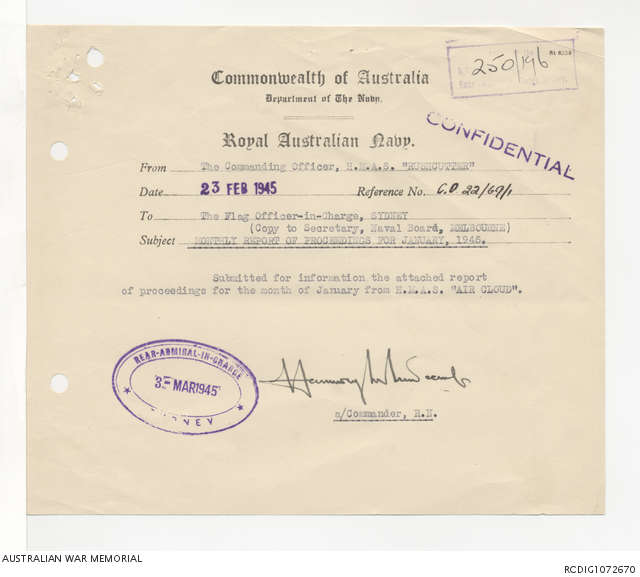 Commonwealth of Australia
Department of The Navy.
250/196
Royal Australian Navy.
CONFIDENTIAL
From The Commanding Officer, H.M.A.S. "RUSHCUTTER"
Date 23 FEB 1945 Reference No. C.O 22/69/1
To The Flag Officer-in-Charge, SYDNEY
(Copy to Secretary, Naval Board, MELBOURNE)
Subject MONTHLY REPORT OF PROCEEDINGS FOR JANUARY, 1945.
Submitted for information the attached report
of proceedings for the month of January from H.M.A.S. "AIR CLOUD".
REAR-ADMIRAL-IN-CHARGE
3 MAR 1945
SYDNEY
a/Commander, R.N.
AUSTRALIAN WAR MEMORIAL
RCDIG1072670